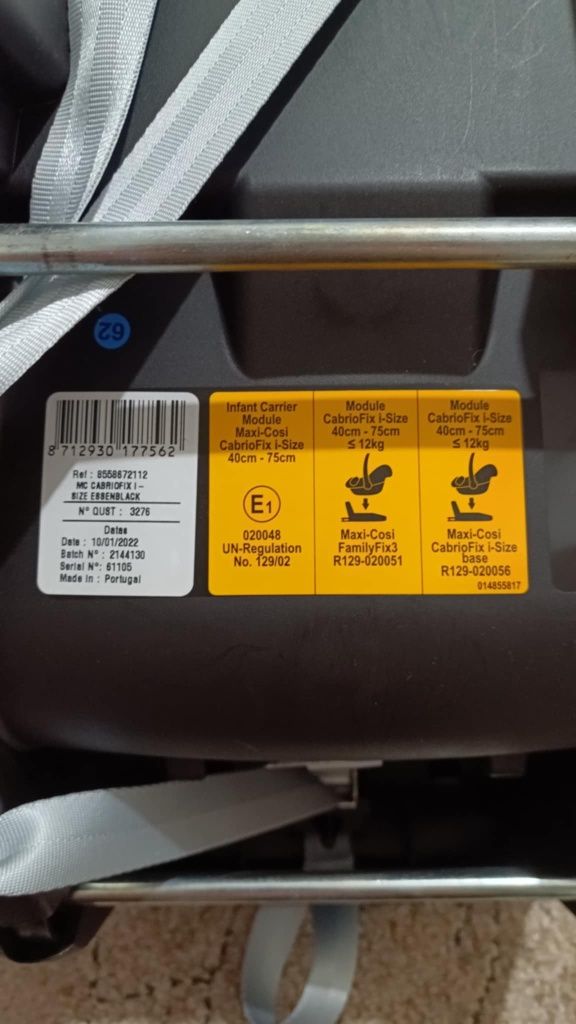 62
8 712930 177562
Ref : 8558672112
MC CABRIOFIX I-
SIZE ESSENBLACK
N° QUST : 3276
Dates
Date : 10/01/2022
Batch N° : 2144130
Serial N°: 61105
Made in : Portugal
Infant Carrier
Module
Maxi-Cosi
CabrioFix i-Size
40cm - 75cm
E1
020048
UN-Regulation
No. 129/02
Module
CabrioFix i-Size
40cm - 75cm
≤ 12kg
Maxi-Cosi
FamilyFix3
R129-020051
Module
CabrioFix i-Size
40cm - 75cm
≤ 12kg
Maxi-Cosi
CabrioFix i-Size
base
R129-020056
014855817